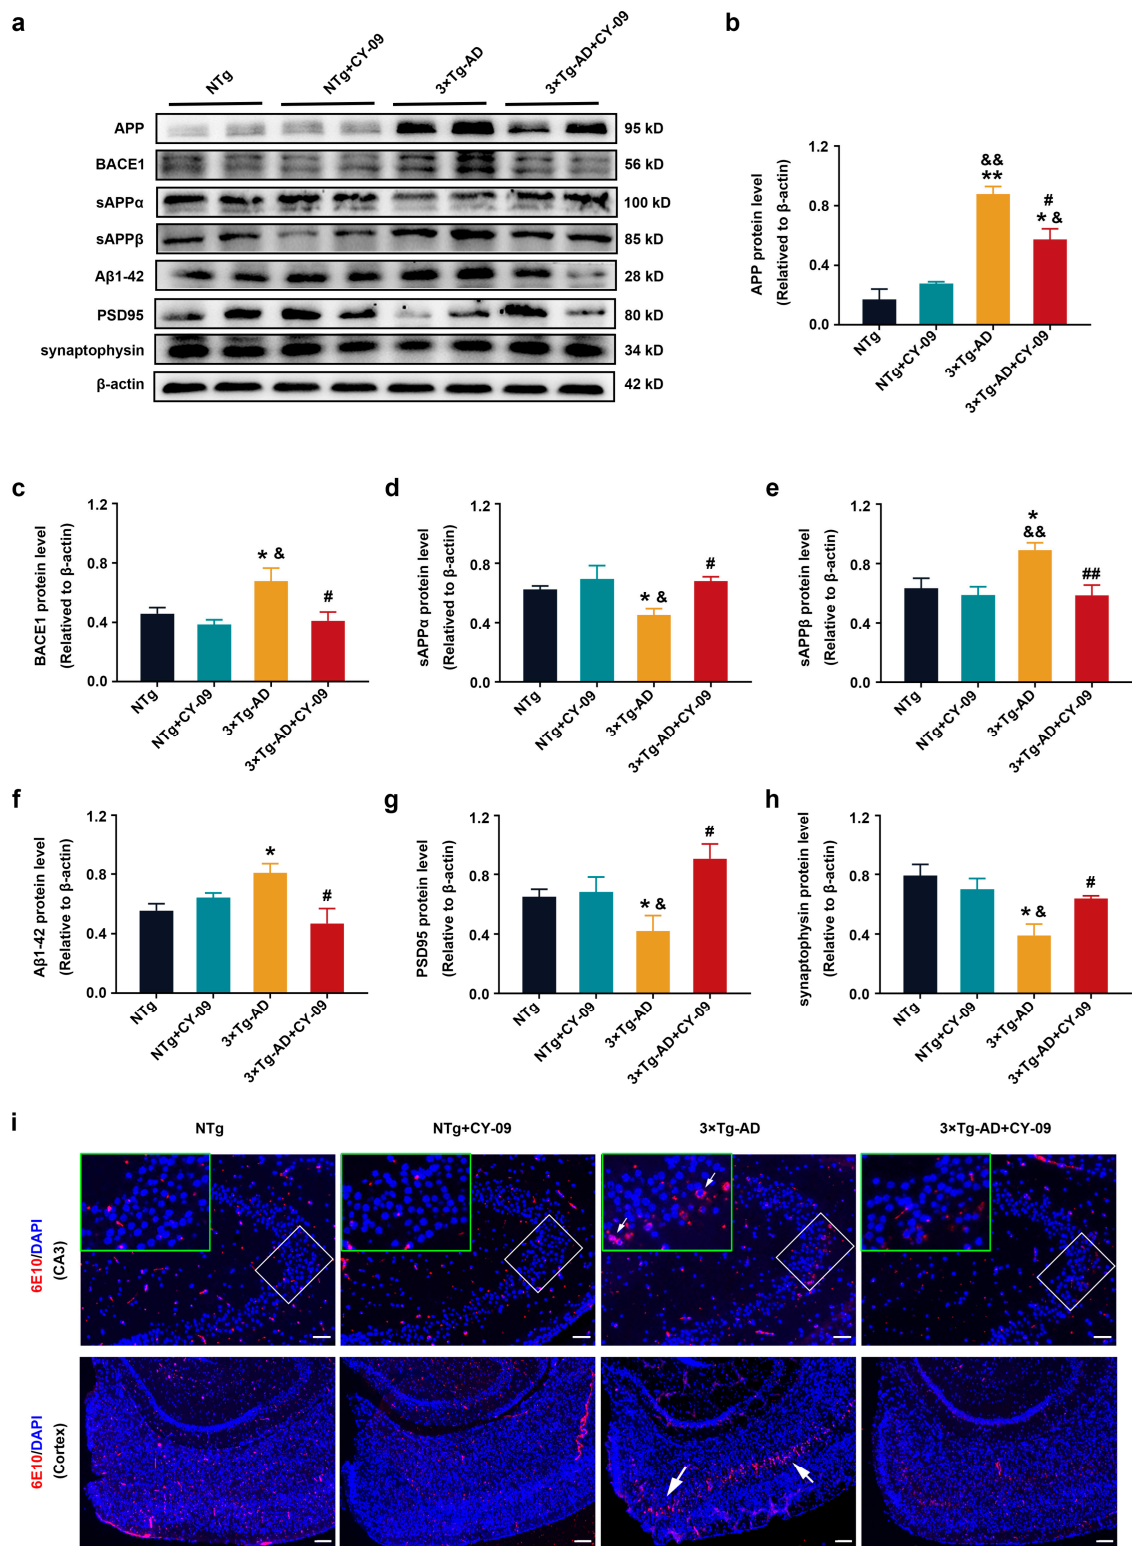 a
NTg
NTg+CY-09
3×Tg-AD
3×Tg-AD+CY-09
APP
95 kD
BACE1
56 kD
sAPPα
100 kD
sAPPβ
85 kD
Aβ1-42
28 kD
PSD95
80 kD
synaptophysin
34 kD
β-actin
42 kD
b
APP protein level
(Relatived to β-actin)
1.2
0.8
0.4
0.0
&&
**
#
* &
NTg
NTg+CY-09
3×Tg-AD
3×Tg-AD+CY-09
c
BACE1 protein level
(Relatived to β-actin)
1.2
0.8
0.4
0.0
* &
#
NTg
NTg+CY-09
3×Tg-AD
3×Tg-AD+CY-09
d
sAPPα protein level
(Relatived to β-actin)
1.2
0.8
0.4
0.0
* &
#
NTg
NTg+CY-09
3×Tg-AD
3×Tg-AD+CY-09
e
sAPPβ protein level
(Relative to β-actin)
1.2
0.8
0.4
0.0
*
&&
##
NTg
NTg+CY-09
3×Tg-AD
3×Tg-AD+CY-09
f
Aβ1-42 protein level
(Relative to β-actin)
1.2
0.8
0.4
0.0
*
#
NTg
NTg+CY-09
3×Tg-AD
3×Tg-AD+CY-09
g
PSD95 protein level
(Relative to β-actin)
1.2
0.8
0.4
0.0
* &
#
NTg
NTg+CY-09
3×Tg-AD
3×Tg-AD+CY-09
h
synaptophysin protein level
(Relative to β-actin)
1.2
0.8
0.4
0.0
* &
#
NTg
NTg+CY-09
3×Tg-AD
3×Tg-AD+CY-09
i
NTg
NTg+CY-09
3×Tg-AD
3×Tg-AD+CY-09
6E10/DAPI
(CA3)
6E10/DAPI
(Cortex)